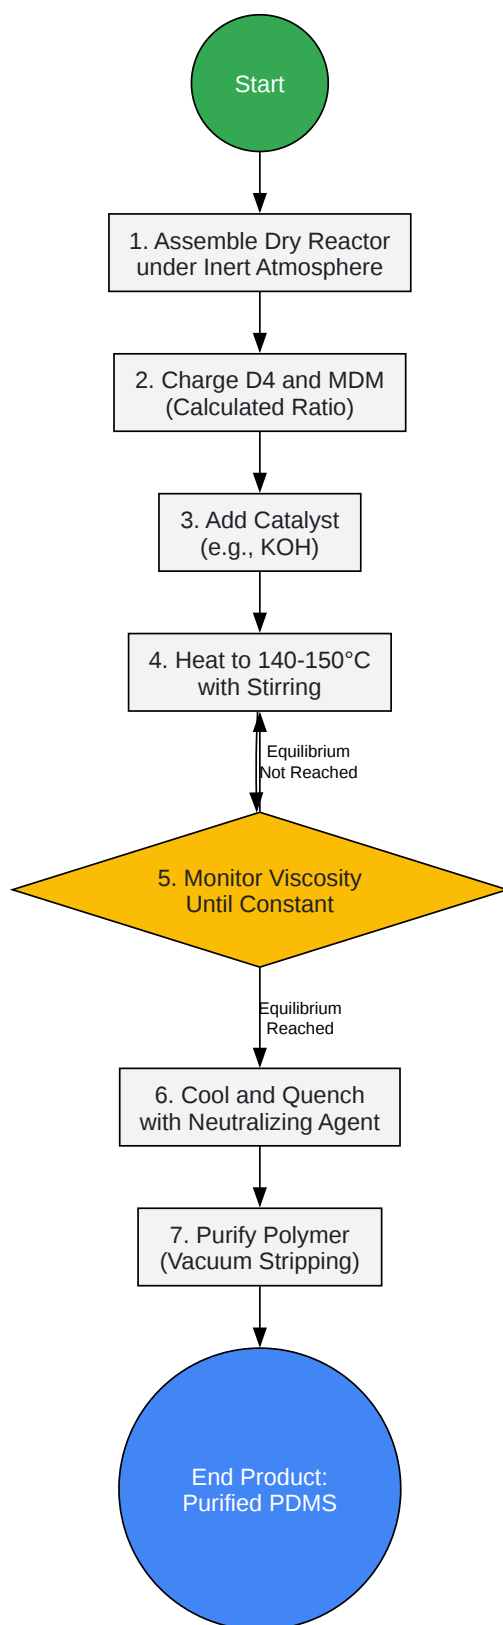 Start
1. Assemble Dry Reactor
under Inert Atmosphere
2. Charge D4 and MDM
(Calculated Ratio)
3. Add Catalyst
(e.g., KOH)
4. Heat to 140-150°C
with Stirring
Equilibrium
Not Reached
5. Monitor Viscosity
Until Constant
Equilibrium
Reached
6. Cool and Quench
with Neutralizing Agent
7. Purify Polymer
(Vacuum Stripping)
End Product:
Purified PDMS